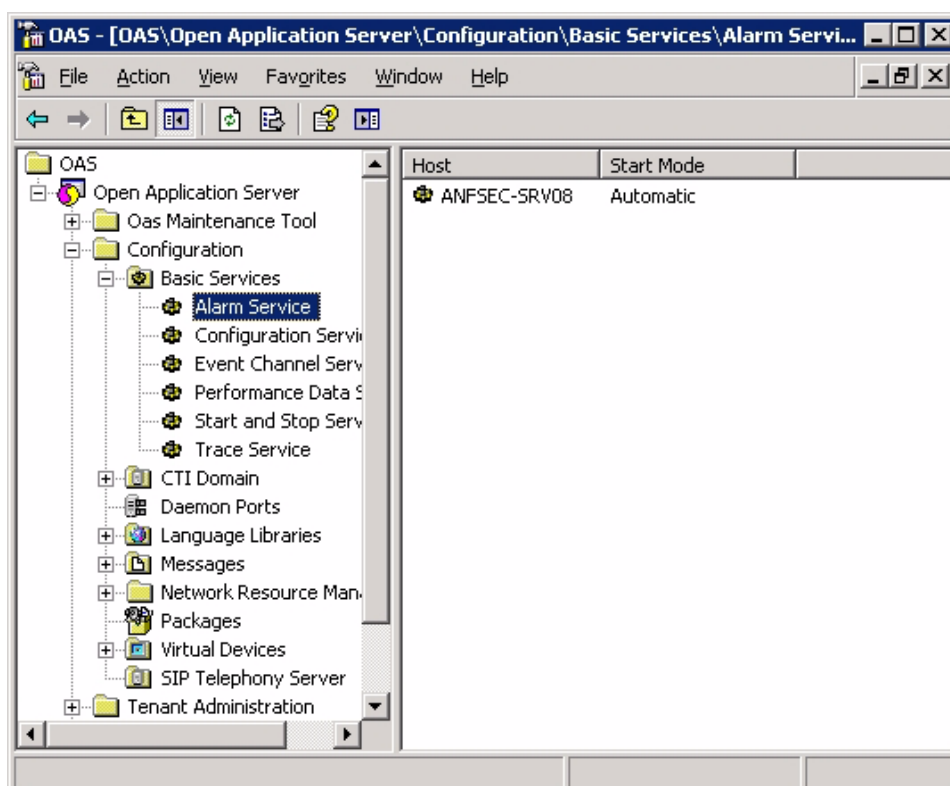 OAS - [OAS\Open Application Server\Configuration\Basic Services\Alarm Servi...
File Action View Favorites Window Help
OAS
Open Application Server
Oas Maintenance Tool
Configuration
Basic Services
Alarm Service
Configuration Servi
Event Channel Serv
Performance Data S
Start and Stop Serv
Trace Service
CTI Domain
Daemon Ports
Language Libraries
Messages
Network Resource Man
Packages
Virtual Devices
SIP Telephony Server
Tenant Administration
Host Start Mode
ANFSEC-SRV08 Automatic